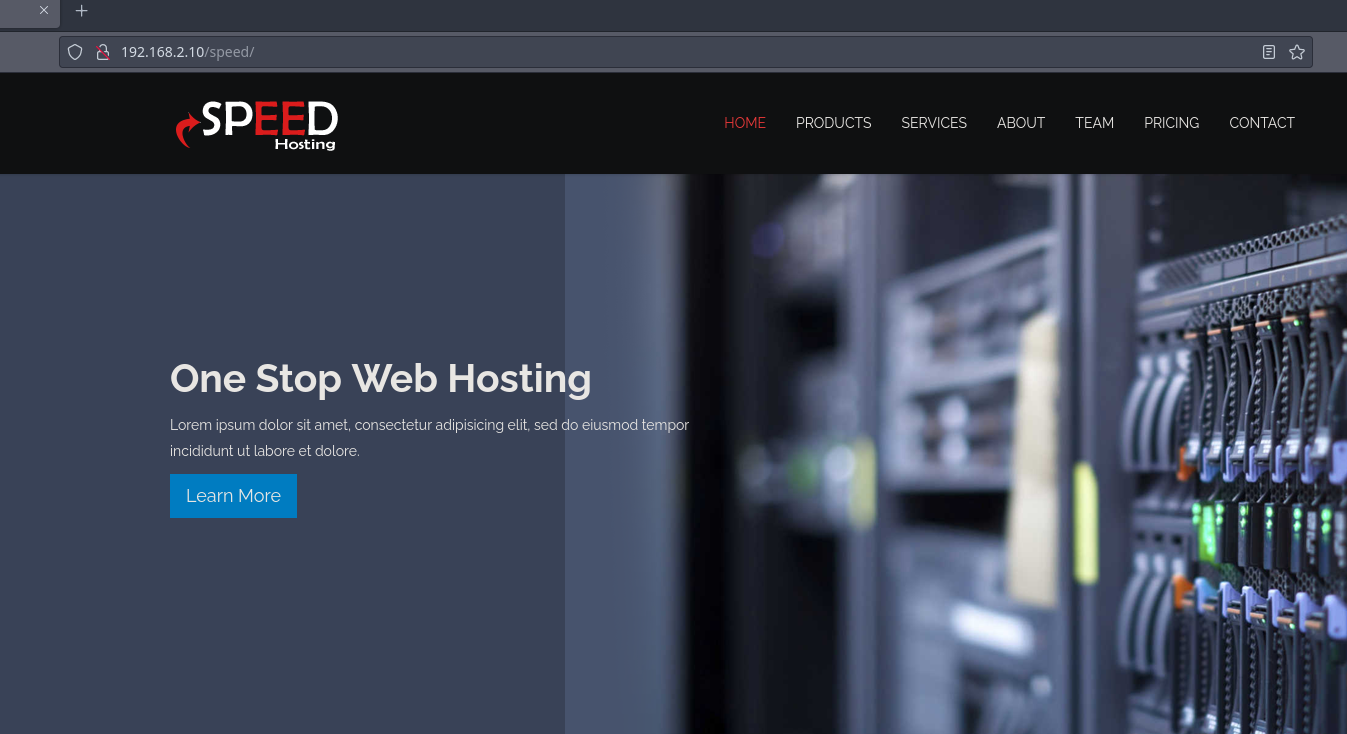 192.168.2.10/speed/
SPEED
Hosting
HOME PRODUCTS SERVICES ABOUT TEAM PRICING CONTACT
One Stop Web Hosting
Lorem ipsum dolor sit amet, consectetur adipisicing elit, sed do eiusmod tempor
incididunt ut labore et dolore.
Learn More